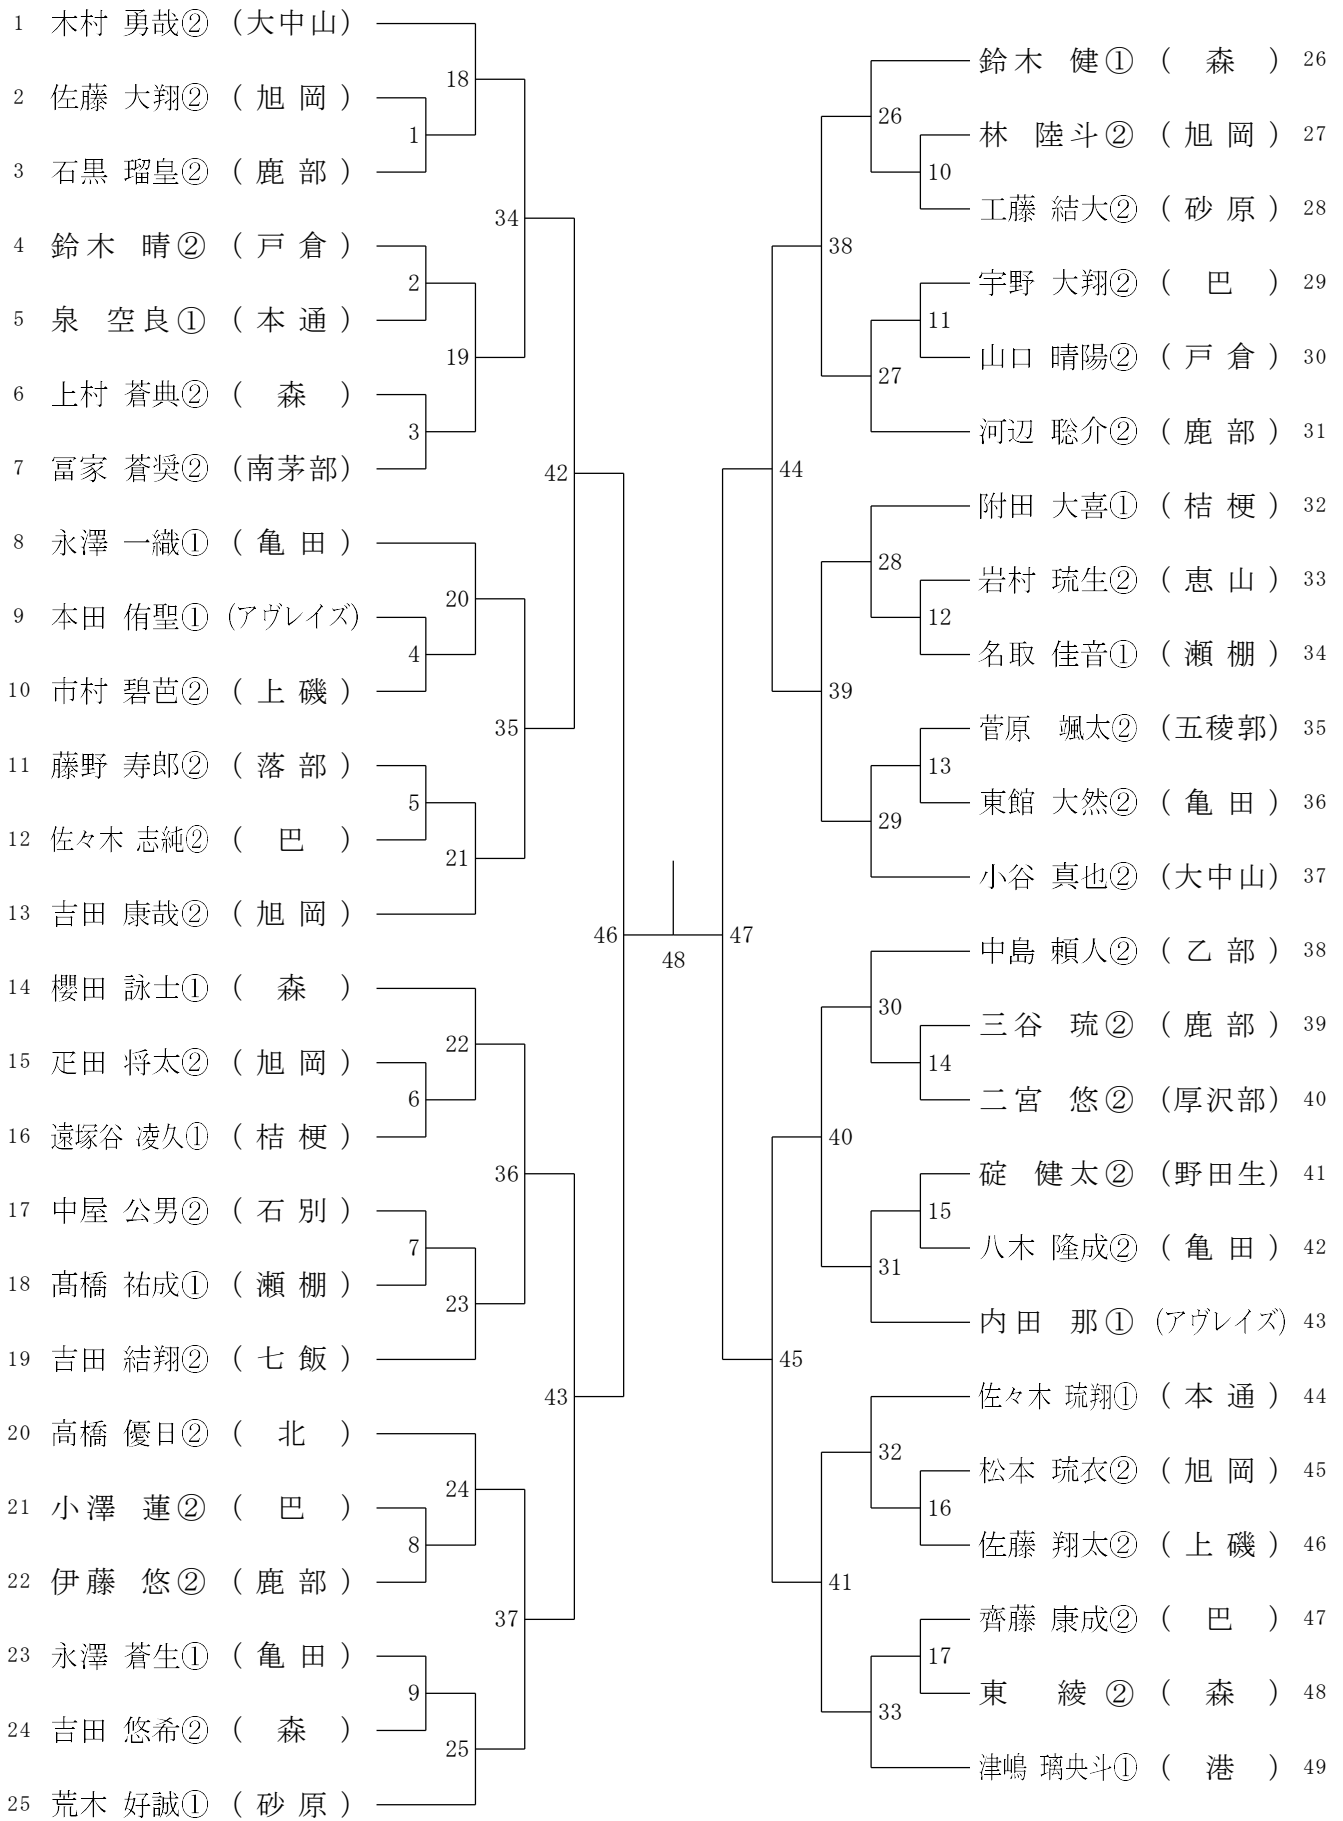 1 木村 勇哉② (大中山)
2 佐藤 大翔② ( 旭 岡 )
3 石黒 瑠皇② ( 鹿 部 )
4 鈴木 晴② ( 戸 倉 )
5 泉 空良① ( 本 通 )
6 上村 蒼典② ( 森 )
7 冨家 蒼奨② (南茅部)
8 永澤 一織① ( 亀 田 )
9 本田 侑聖① (アヴレイズ)
10 市村 碧芭② ( 上 磯 )
11 藤野 寿郎② ( 落 部 )
12 佐々木 志純② ( 巴 )
13 吉田 康哉② ( 旭 岡 )
14 櫻田 詠士① ( 森 )
15 疋田 将太② ( 旭 岡 )
16 遠塚谷 凌久① ( 桔 梗 )
17 中屋 公男② ( 石 別 )
18 髙橋 祐成① ( 瀬 棚 )
19 吉田 結翔② ( 七 飯 )
20 高橋 優日② ( 北 )
21 小澤 蓮② ( 巴 )
22 伊藤 悠② ( 鹿 部 )
23 永澤 蒼生① ( 亀 田 )
24 吉田 悠希② ( 森 )
25 荒木 好誠① ( 砂 原 )
18
1
34
2
19
3
42
20
4
35
5
21
46
22
6
36
7
23
43
24
8
37
9
25
48
47
26
10
38
11
27
44
28
12
39
13
29
30
14
40
15
31
45
32
16
41
17
33
鈴木 健① ( 森 ) 26
林 陸斗② ( 旭 岡 ) 27
工藤 結大② ( 砂 原 ) 28
宇野 大翔② ( 巴 ) 29
山口 晴陽② ( 戸 倉 ) 30
河辺 聡介② ( 鹿 部 ) 31
附田 大喜① ( 桔 梗 ) 32
岩村 琉生② ( 恵 山 ) 33
名取 佳音① ( 瀬 棚 ) 34
菅原 颯太② (五稜郭) 35
東館 大然② ( 亀 田 ) 36
小谷 真也② (大中山) 37
中島 頼人② ( 乙 部 ) 38
三谷 琉② ( 鹿 部 ) 39
二宮 悠② (厚沢部) 40
碇 健太② (野田生) 41
八木 隆成② ( 亀 田 ) 42
内田 那① (アヴレイズ) 43
佐々木 琉翔① ( 本 通 ) 44
松本 琉衣② ( 旭 岡 ) 45
佐藤 翔太② ( 上 磯 ) 46
齊藤 康成② ( 巴 ) 47
東 綾② ( 森 ) 48
津嶋 璃央斗① ( 港 ) 49